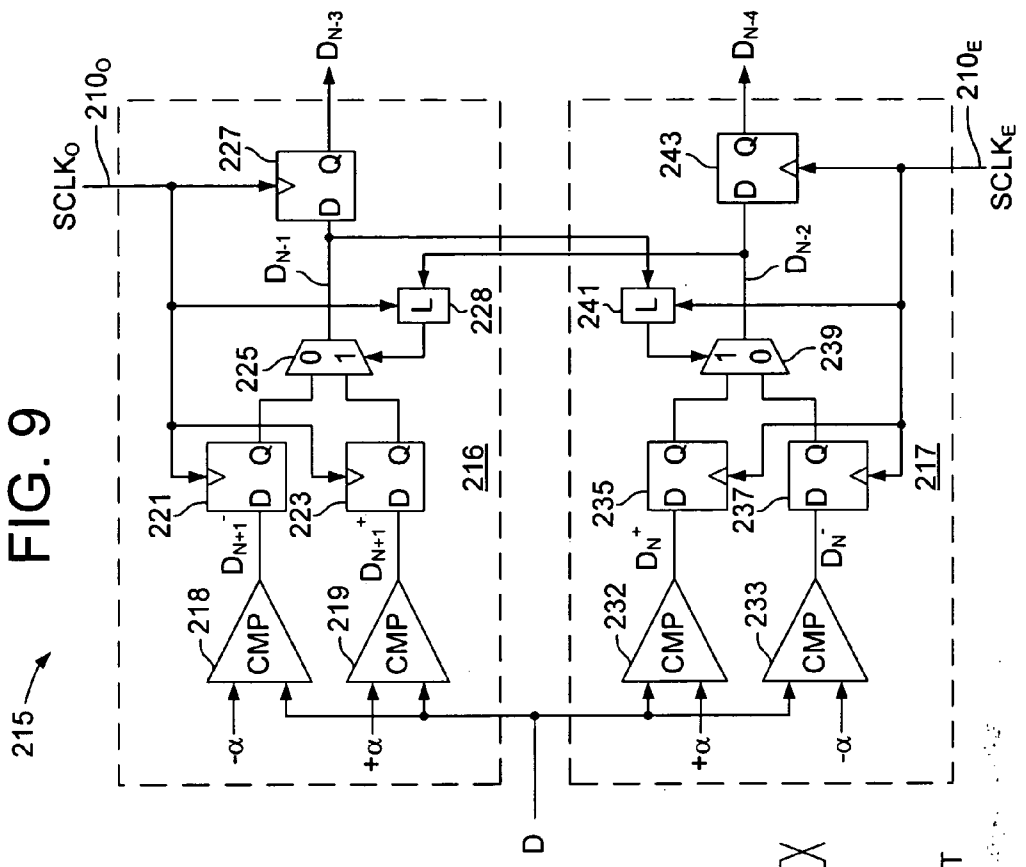 FIG. 9
215
SCLKO
210O
218
DN+1-
221
D Q
225
0
1
DN-1
227
D Q
DN-3
-α
CMP
219
DN+1+
223
D Q
L
228
+α
CMP
216
D
232
DN+
235
D Q
241
L
DN-2
243
D Q
DN-4
+α
CMP
1
0
239
233
DN-
237
D Q
-α
CMP
217
SCLKE
210E